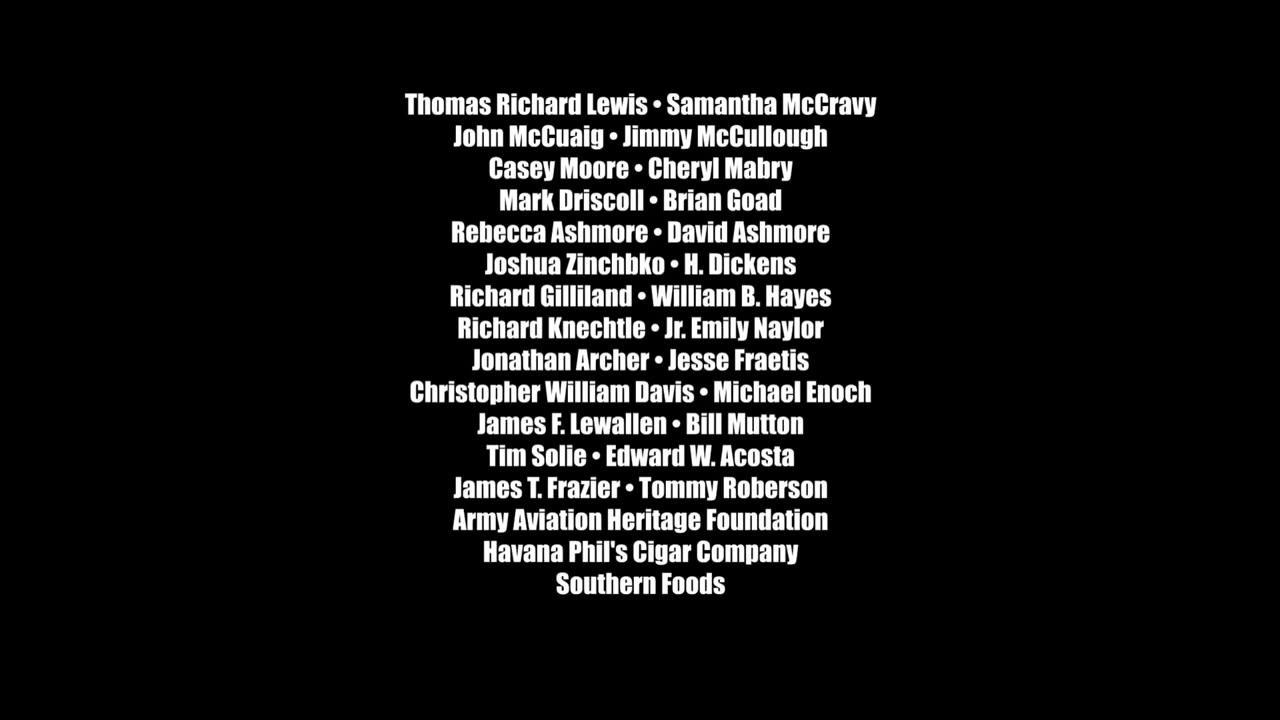 Thomas Richard Lewis • Samantha McCravy
John McCuaig • Jimmy McCullough
Casey Moore • Cheryl Mabry
Mark Driscoll • Brian Goad
Rebecca Ashmore • David Ashmore
Joshua Zinchbko • H. Dickens
Richard Gilliland • William B. Hayes
Richard Knechtle • Jr. Emily Naylor
Jonathan Archer • Jesse Fraetis
Christopher William Davis • Michael Enoch
James F. Lewallen • Bill Mutton
Tim Solie • Edward W. Acosta
James T. Frazier • Tommy Roberson
Army Aviation Heritage Foundation
Havana Phil's Cigar Company
Southern Foods